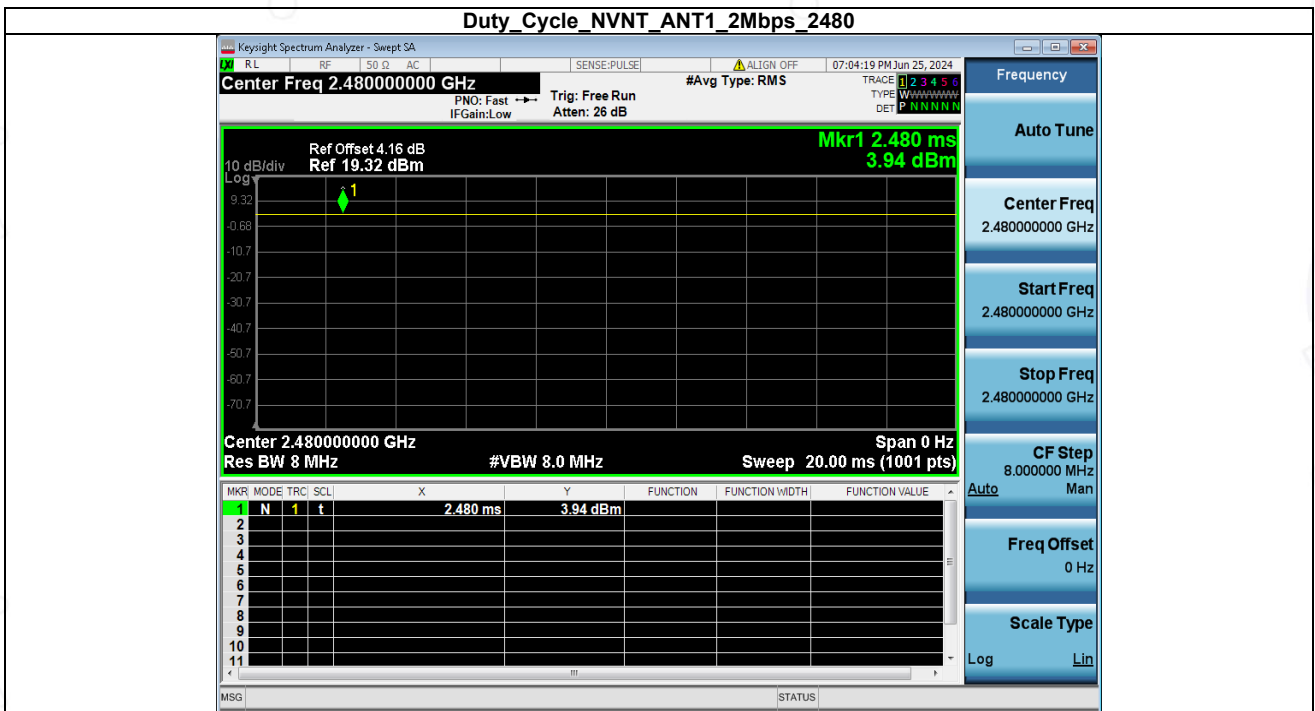 Duty_Cycle_NVNT_ANT1_2Mbps_2480
Keysight Spectrum Analyzer - Swept SA
LXI RL RF 50 Ω AC SENSE:PULSE ALIGN OFF 07:04:19 PM Jun 25, 2024
Center Freq 2.480000000 GHz #Avg Type: RMS TRACE 1 2 3 4 5 6
PNO: Fast Trig: Free Run TYPE WWWWWW
IFGain:Low Atten: 26 dB DET P N N N N N
Frequency
Auto Tune
Center Freq
2.480000000 GHz
Start Freq
2.480000000 GHz
Stop Freq
2.480000000 GHz
CF Step
8.000000 MHz
Auto Man
Freq Offset
0 Hz
Scale Type
Log Lin
Ref Offset 4.16 dB Mkr1 2.480 ms
10 dB/div Ref 19.32 dBm 3.94 dBm
Log
1
9.32
-0.68
-10.7
-20.7
-30.7
-40.7
-50.7
-60.7
-70.7
Center 2.480000000 GHz Span 0 Hz
Res BW 8 MHz #VBW 8.0 MHz Sweep 20.00 ms (1001 pts)
MKR MODE TRC SCL X Y FUNCTION FUNCTION WIDTH FUNCTION VALUE
1 N 1 t 2.480 ms 3.94 dBm
2
3
4
5
6
7
8
9
10
11
MSG STATUS